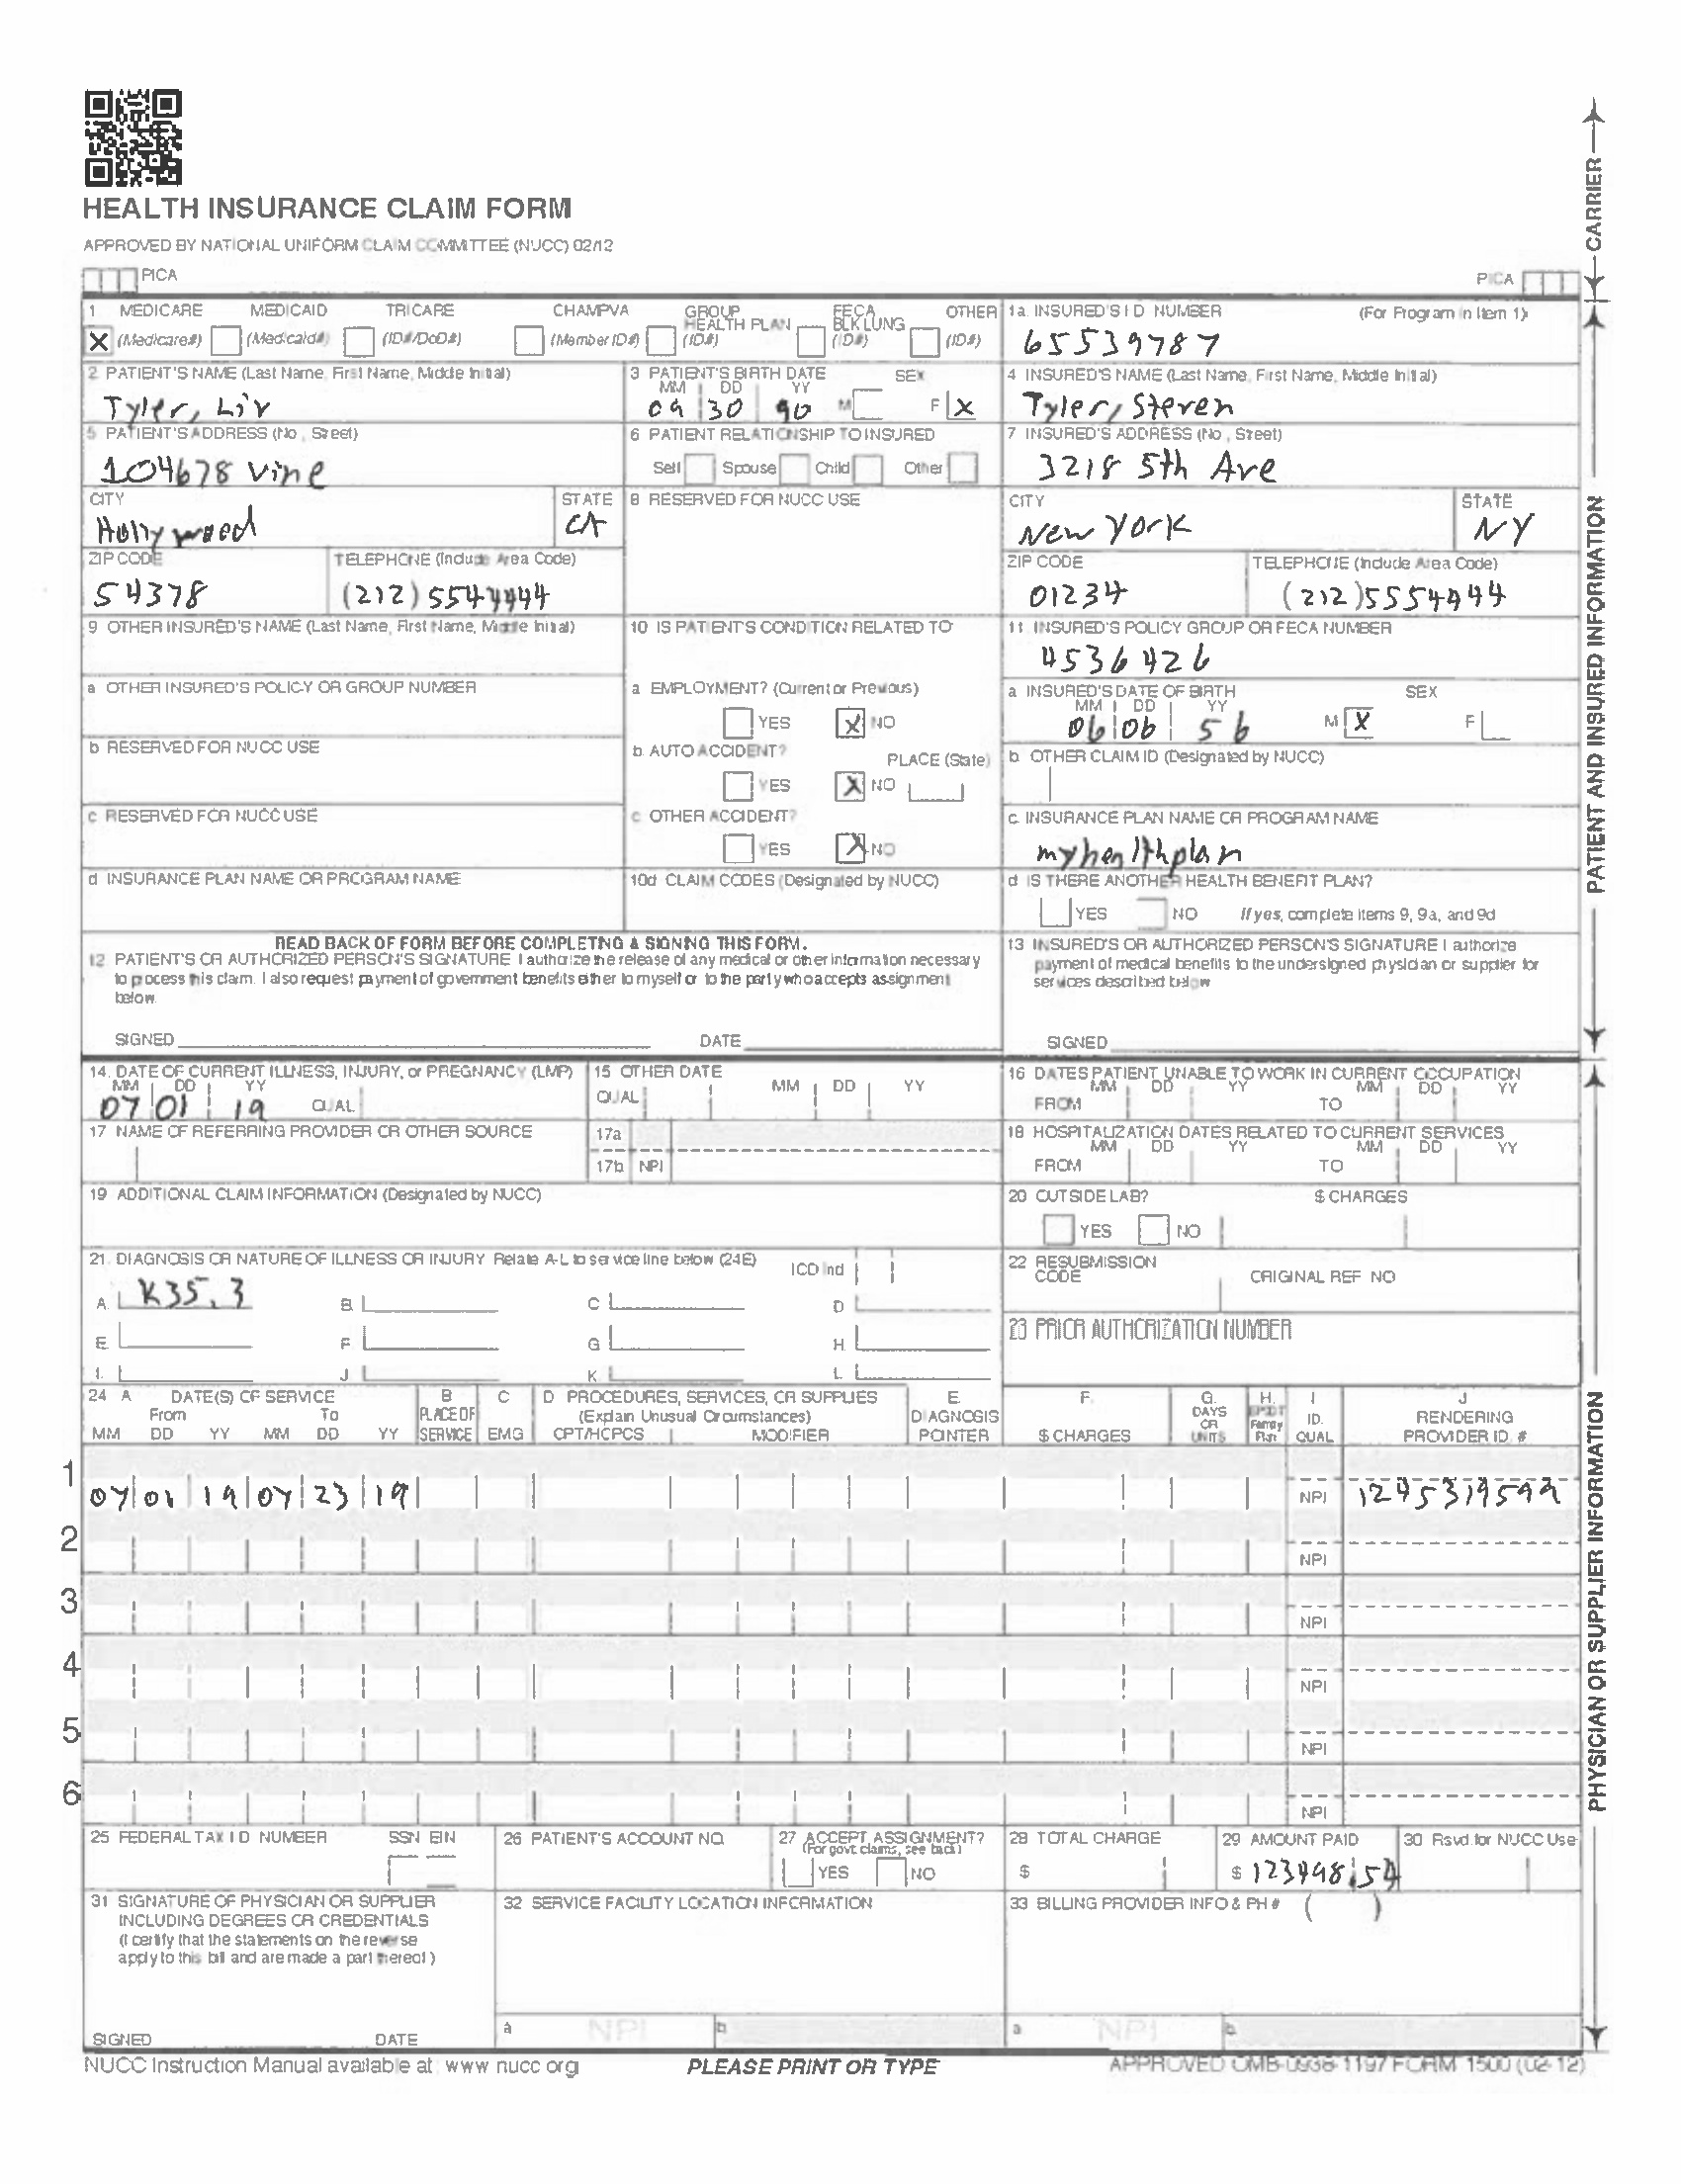 HEALTH INSURANCE CLAIM FORM
APPROVED BY NATIONAL UNIFORM CLAIM COMMITTEE (NUCC) 02/12
PICA
PICA
CARRIER
1 MEDICARE MEDICAID TRICARE CHAMPVA GROUP HEALTH PLAN FECA BLK LUNG OTHER
X (Medicare#) (Medicaid#) (ID#/DoD#) (Member ID#) (ID#) (ID#) (ID#)
1a. INSURED'S I D NUMBER (For Program in Item 1)
65539787
2 PATIENT'S NAME (Last Name, First Name, Middle Initial)
Tyler, Liv
3 PATIENT'S BIRTH DATE SEX
MM DD YY
09 30 90 M F X
4 INSURED'S NAME (Last Name, First Name, Middle Initial)
Tyler, Steven
5 PATIENT'S ADDRESS (No , Street)
104678 Vine
6 PATIENT RELATIONSHIP TO INSURED
Self Spouse Child Other
7 INSURED'S ADDRESS (No , Street)
3218 5th Ave
CITY STATE
Hollywood CA
8 RESERVED FOR NUCC USE
CITY STATE
New York NY
ZIP CODE TELEPHONE (Include Area Code)
54378 (212) 5544444
ZIP CODE TELEPHONE (Include Area Code)
01234 (212) 5554444
9 OTHER INSURED'S NAME (Last Name, First Name, Middle Initial)
10 IS PATIENT'S CONDITION RELATED TO
11 INSURED'S POLICY GROUP OR FECA NUMBER
4536426
a OTHER INSURED'S POLICY OR GROUP NUMBER
a EMPLOYMENT? (Current or Previous)
YES X NO
a INSURED'S DATE OF BIRTH SEX
MM DD YY
06 06 56 M X F
b RESERVED FOR NUCC USE
b AUTO ACCIDENT? PLACE (State)
YES X NO
b OTHER CLAIM ID (Designated by NUCC)
c RESERVED FOR NUCC USE
c OTHER ACCIDENT?
YES X NO
c INSURANCE PLAN NAME OR PROGRAM NAME
myhealthplan
d INSURANCE PLAN NAME OR PROGRAM NAME
10d CLAIM CODES (Designated by NUCC)
d IS THERE ANOTHER HEALTH BENEFIT PLAN?
YES NO If yes, complete items 9, 9a, and 9d
READ BACK OF FORM BEFORE COMPLETING & SIGNING THIS FORM.
12 PATIENT'S OR AUTHORIZED PERSON'S SIGNATURE I authorize the release of any medical or other information necessary
to process this claim. I also request payment of government benefits either to myself or to the party who accepts assignment
below
SIGNED DATE
13 INSURED'S OR AUTHORIZED PERSON'S SIGNATURE I authorize
payment of medical benefits to the undersigned physician or supplier for
services described below
SIGNED
PATIENT AND INSURED INFORMATION
14. DATE OF CURRENT ILLNESS, INJURY, or PREGNANCY (LMP)
MM DD YY
07 01 19 QUAL
15 OTHER DATE
QUAL MM DD YY
16 DATES PATIENT UNABLE TO WORK IN CURRENT OCCUPATION
MM DD YY MM DD YY
FROM TO
17 NAME OF REFERRING PROVIDER OR OTHER SOURCE
17a
17b NPI
18 HOSPITALIZATION DATES RELATED TO CURRENT SERVICES
MM DD YY MM DD YY
FROM TO
19 ADDITIONAL CLAIM INFORMATION (Designated by NUCC)
20 OUTSIDE LAB? $ CHARGES
YES NO
21. DIAGNOSIS OR NATURE OF ILLNESS OR INJURY Relate A-L to service line below (24E) ICD Ind
A. K35.3 B. C. D.
E. F. G. H.
I. J. K. L.
22 RESUBMISSION
CODE ORIGINAL REF NO
23 PRIOR AUTHORIZATION NUMBER
24 A DATE(S) OF SERVICE B C D PROCEDURES, SERVICES, OR SUPPLIES E. F. G. H. I J
From To PLACE OF (Explain Unusual Circumstances) DIAGNOSIS DAYS OR UNITS EPSDT Family Plan ID. RENDERING
MM DD YY MM DD YY SERVICE EMG CPT/HCPCS MODIFIER POINTER $ CHARGES QUAL PROVIDER ID. #
1
07 01 19 07 23 19 NPI 1245319599
2 NPI
3 NPI
4 NPI
5 NPI
6 NPI
25 FEDERAL TAX I D NUMBER SSN EIN
26 PATIENT'S ACCOUNT NO.
27 ACCEPT ASSIGNMENT?
(For govt claims, see back)
YES NO
28 TOTAL CHARGE
$
29 AMOUNT PAID
$ 123448 54
30 Rsvd for NUCC Use
31 SIGNATURE OF PHYSICIAN OR SUPPLIER
INCLUDING DEGREES OR CREDENTIALS
(I certify that the statements on the reverse
apply to this bill and are made a part thereof )
SIGNED DATE
32 SERVICE FACILITY LOCATION INFORMATION
a NPI b
33 BILLING PROVIDER INFO & PH # ( )
a NPI b.
PHYSICIAN OR SUPPLIER INFORMATION
NUCC Instruction Manual available at www nucc org
PLEASE PRINT OR TYPE
APPROVED OMB-0938-1197 FORM 1500 (02-12)